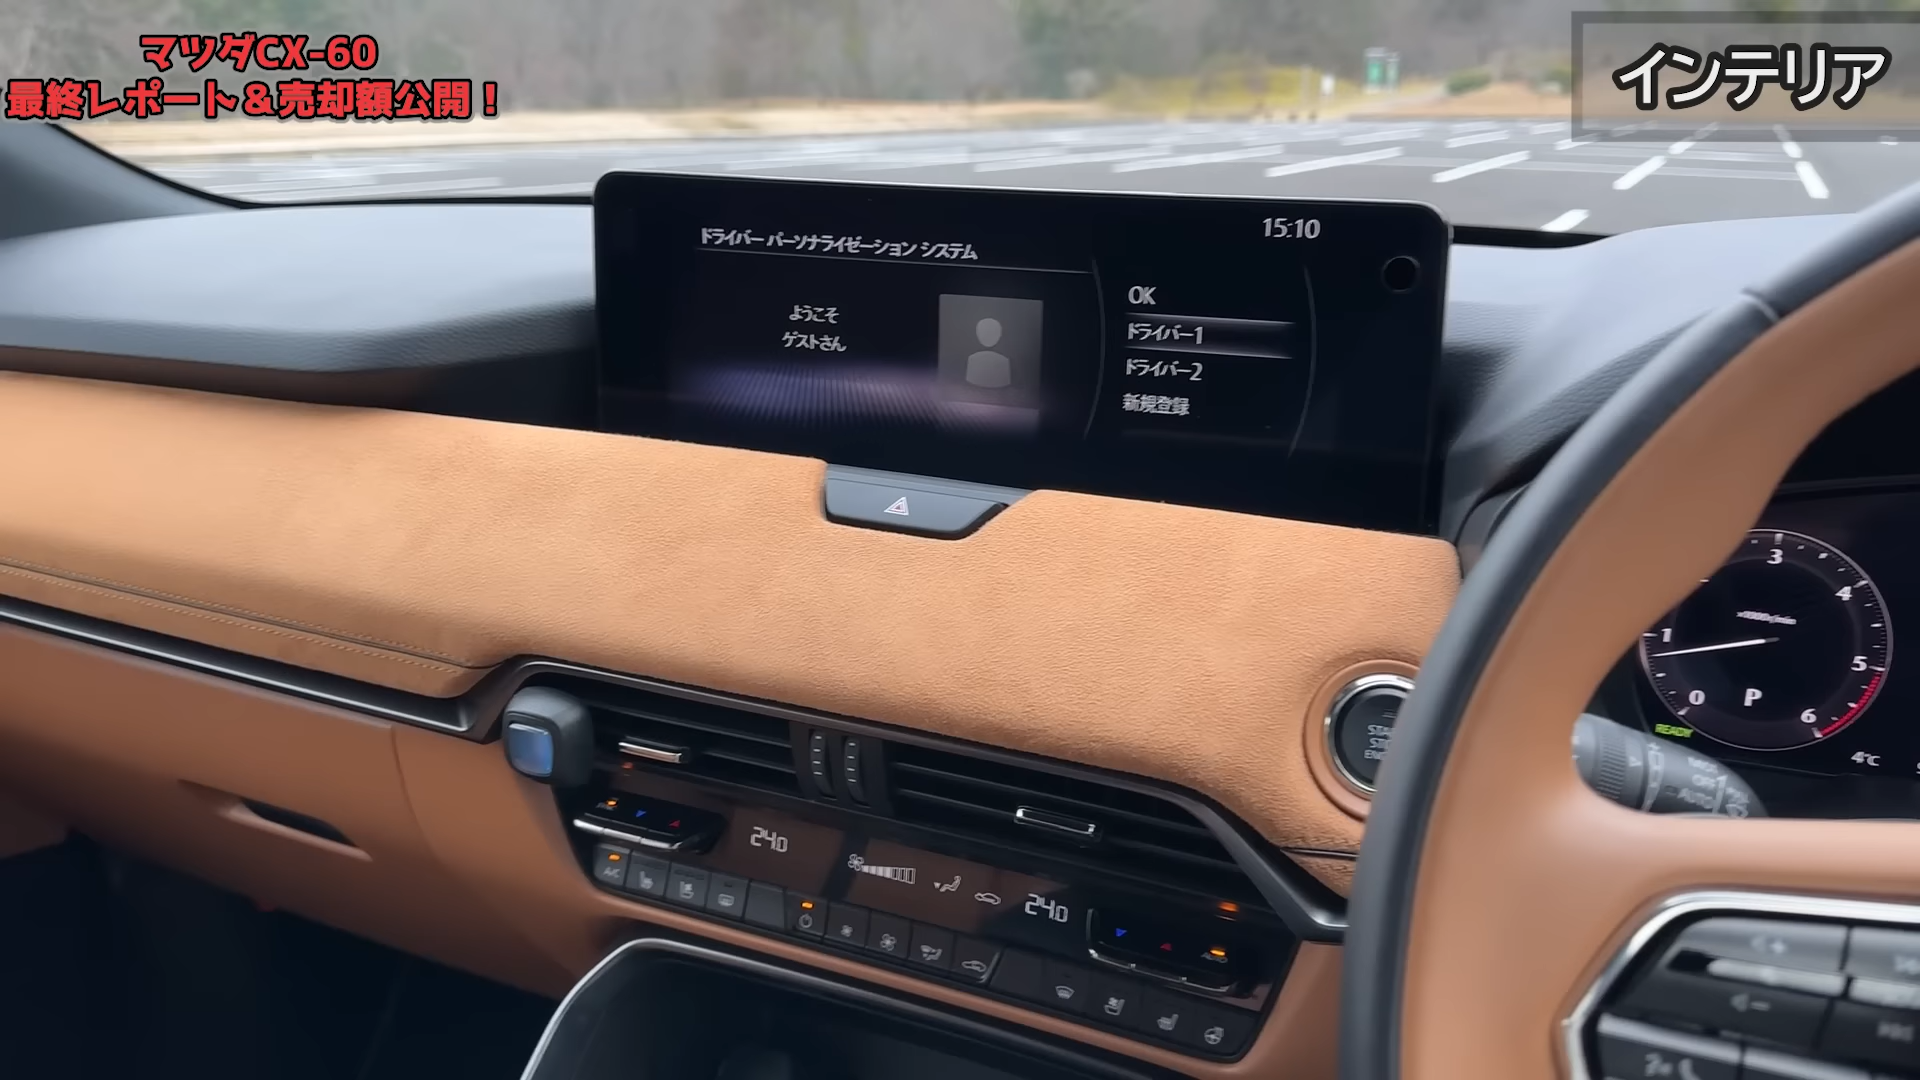 マツダCX-60
最終レポート＆売却額公開！
インテリア
15:10
ドライバー パーソナライゼーション システム
ようこそ
ゲストさん
OK
ドライバー1
ドライバー2
新規登録
3
4
1
5
0
P
6
READY
4℃
24.0
24.0
A/C
AUTO
OFF
AUTO